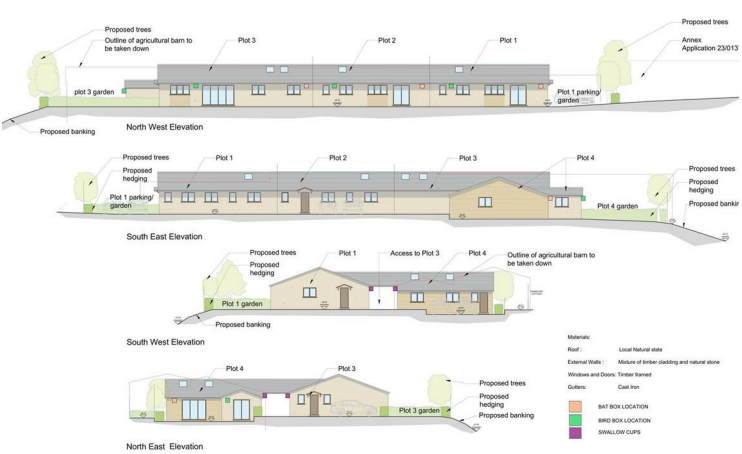 Proposed trees
Outline of agricultural barn to
be taken down
Plot 3
Plot 2
Plot 1
Proposed trees
Annex
Application 23/013
plot 3 garden
Plot 1 parking/
garden
Proposed banking
North West Elevation
Proposed trees
Proposed
hedging
Plot 1
Plot 2
Plot 3
Plot 4
Proposed trees
Proposed
hedging
Plot 1 parking/
garden
Plot 4 garden
Proposed bankin
South East Elevation
Proposed trees
Proposed
hedging
Plot 1
Access to Plot 3
Plot 4
Outline of agricultural barn to
be taken down
Plot 1 garden
Proposed banking
South West Elevation
Materials:
Roof : Local Natural slate
External Walls : Mixture of timber cladding and natural stone
Windows and Doors: Timber framed
Gutters: Cast Iron
BAT BOX LOCATION
BIRD BOX LOCATION
SWALLOW CUPS
Plot 4
Plot 3
Proposed trees
Proposed
hedging
Plot 3 garden
Proposed banking
North East Elevation